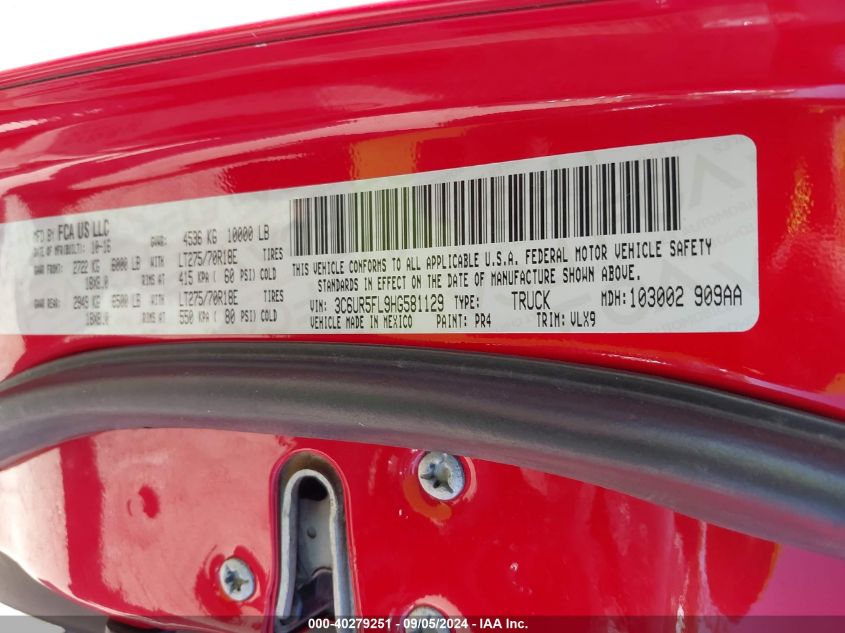 MFD BY FCA US LLC
DATE OF MFR(BUILT): 10-16 GVWR: 4536 KG 10000 LB
GAWR FRONT: 2722 KG 6000 LB WITH LT275/70R18E TIRES
18X8.0 RIMS AT 415 KPA ( 60 PSI) COLD
GAWR REAR: 2949 KG 6500 LB WITH LT275/70R18E TIRES
18X8.0 RIMS AT 550 KPA ( 80 PSI) COLD
THIS VEHICLE CONFORMS TO ALL APPLICABLE U.S.A. FEDERAL MOTOR VEHICLE SAFETY
STANDARDS IN EFFECT ON THE DATE OF MANUFACTURE SHOWN ABOVE.
VIN: 3C6UR5FL9HG581129 TYPE: TRUCK MDH: 103002 909AA
VEHICLE MADE IN MEXICO PAINT: PR4 TRIM: VLX9
000-40279251 - 09/05/2024 - IAA Inc.